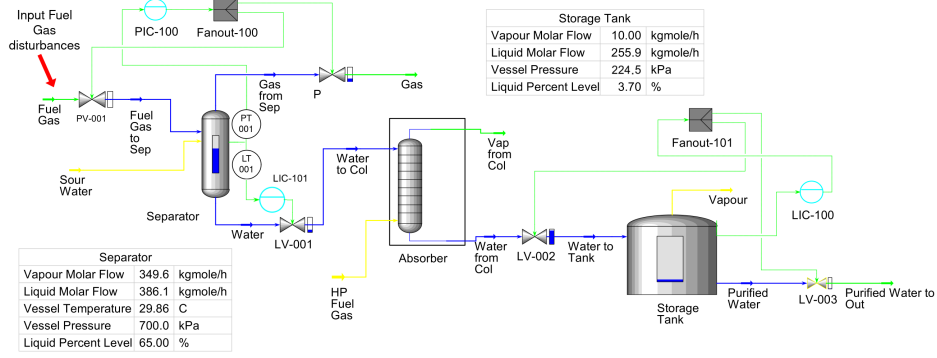 Input Fuel
Gas
disturbances
PIC-100
Fanout-100
Fuel
Gas
PV-001
Fuel
Gas
to
Sep
Gas
from
Sep
P
Gas
PT
001
LT
001
Sour
Water
LIC-101
Separator
Water
LV-001
Water
to Col
Vap
from
Col
Absorber
HP
Fuel
Gas
Water
from
Col
LV-002
Water to
Tank
Fanout-101
LIC-100
Vapour
Storage
Tank
Purified
Water
LV-003
Purified Water to
Out
Storage Tank
Vapour Molar Flow 10.00 kgmole/h
Liquid Molar Flow 255.9 kgmole/h
Vessel Pressure 224,5 kPa
Liquid Percent Level 3.70 %
Separator
Vapour Molar Flow 349.6 kgmole/h
Liquid Molar Flow 386.1 kgmole/h
Vessel Temperature 29.86 C
Vessel Pressure 700.0 kPa
Liquid Percent Level 65.00 %